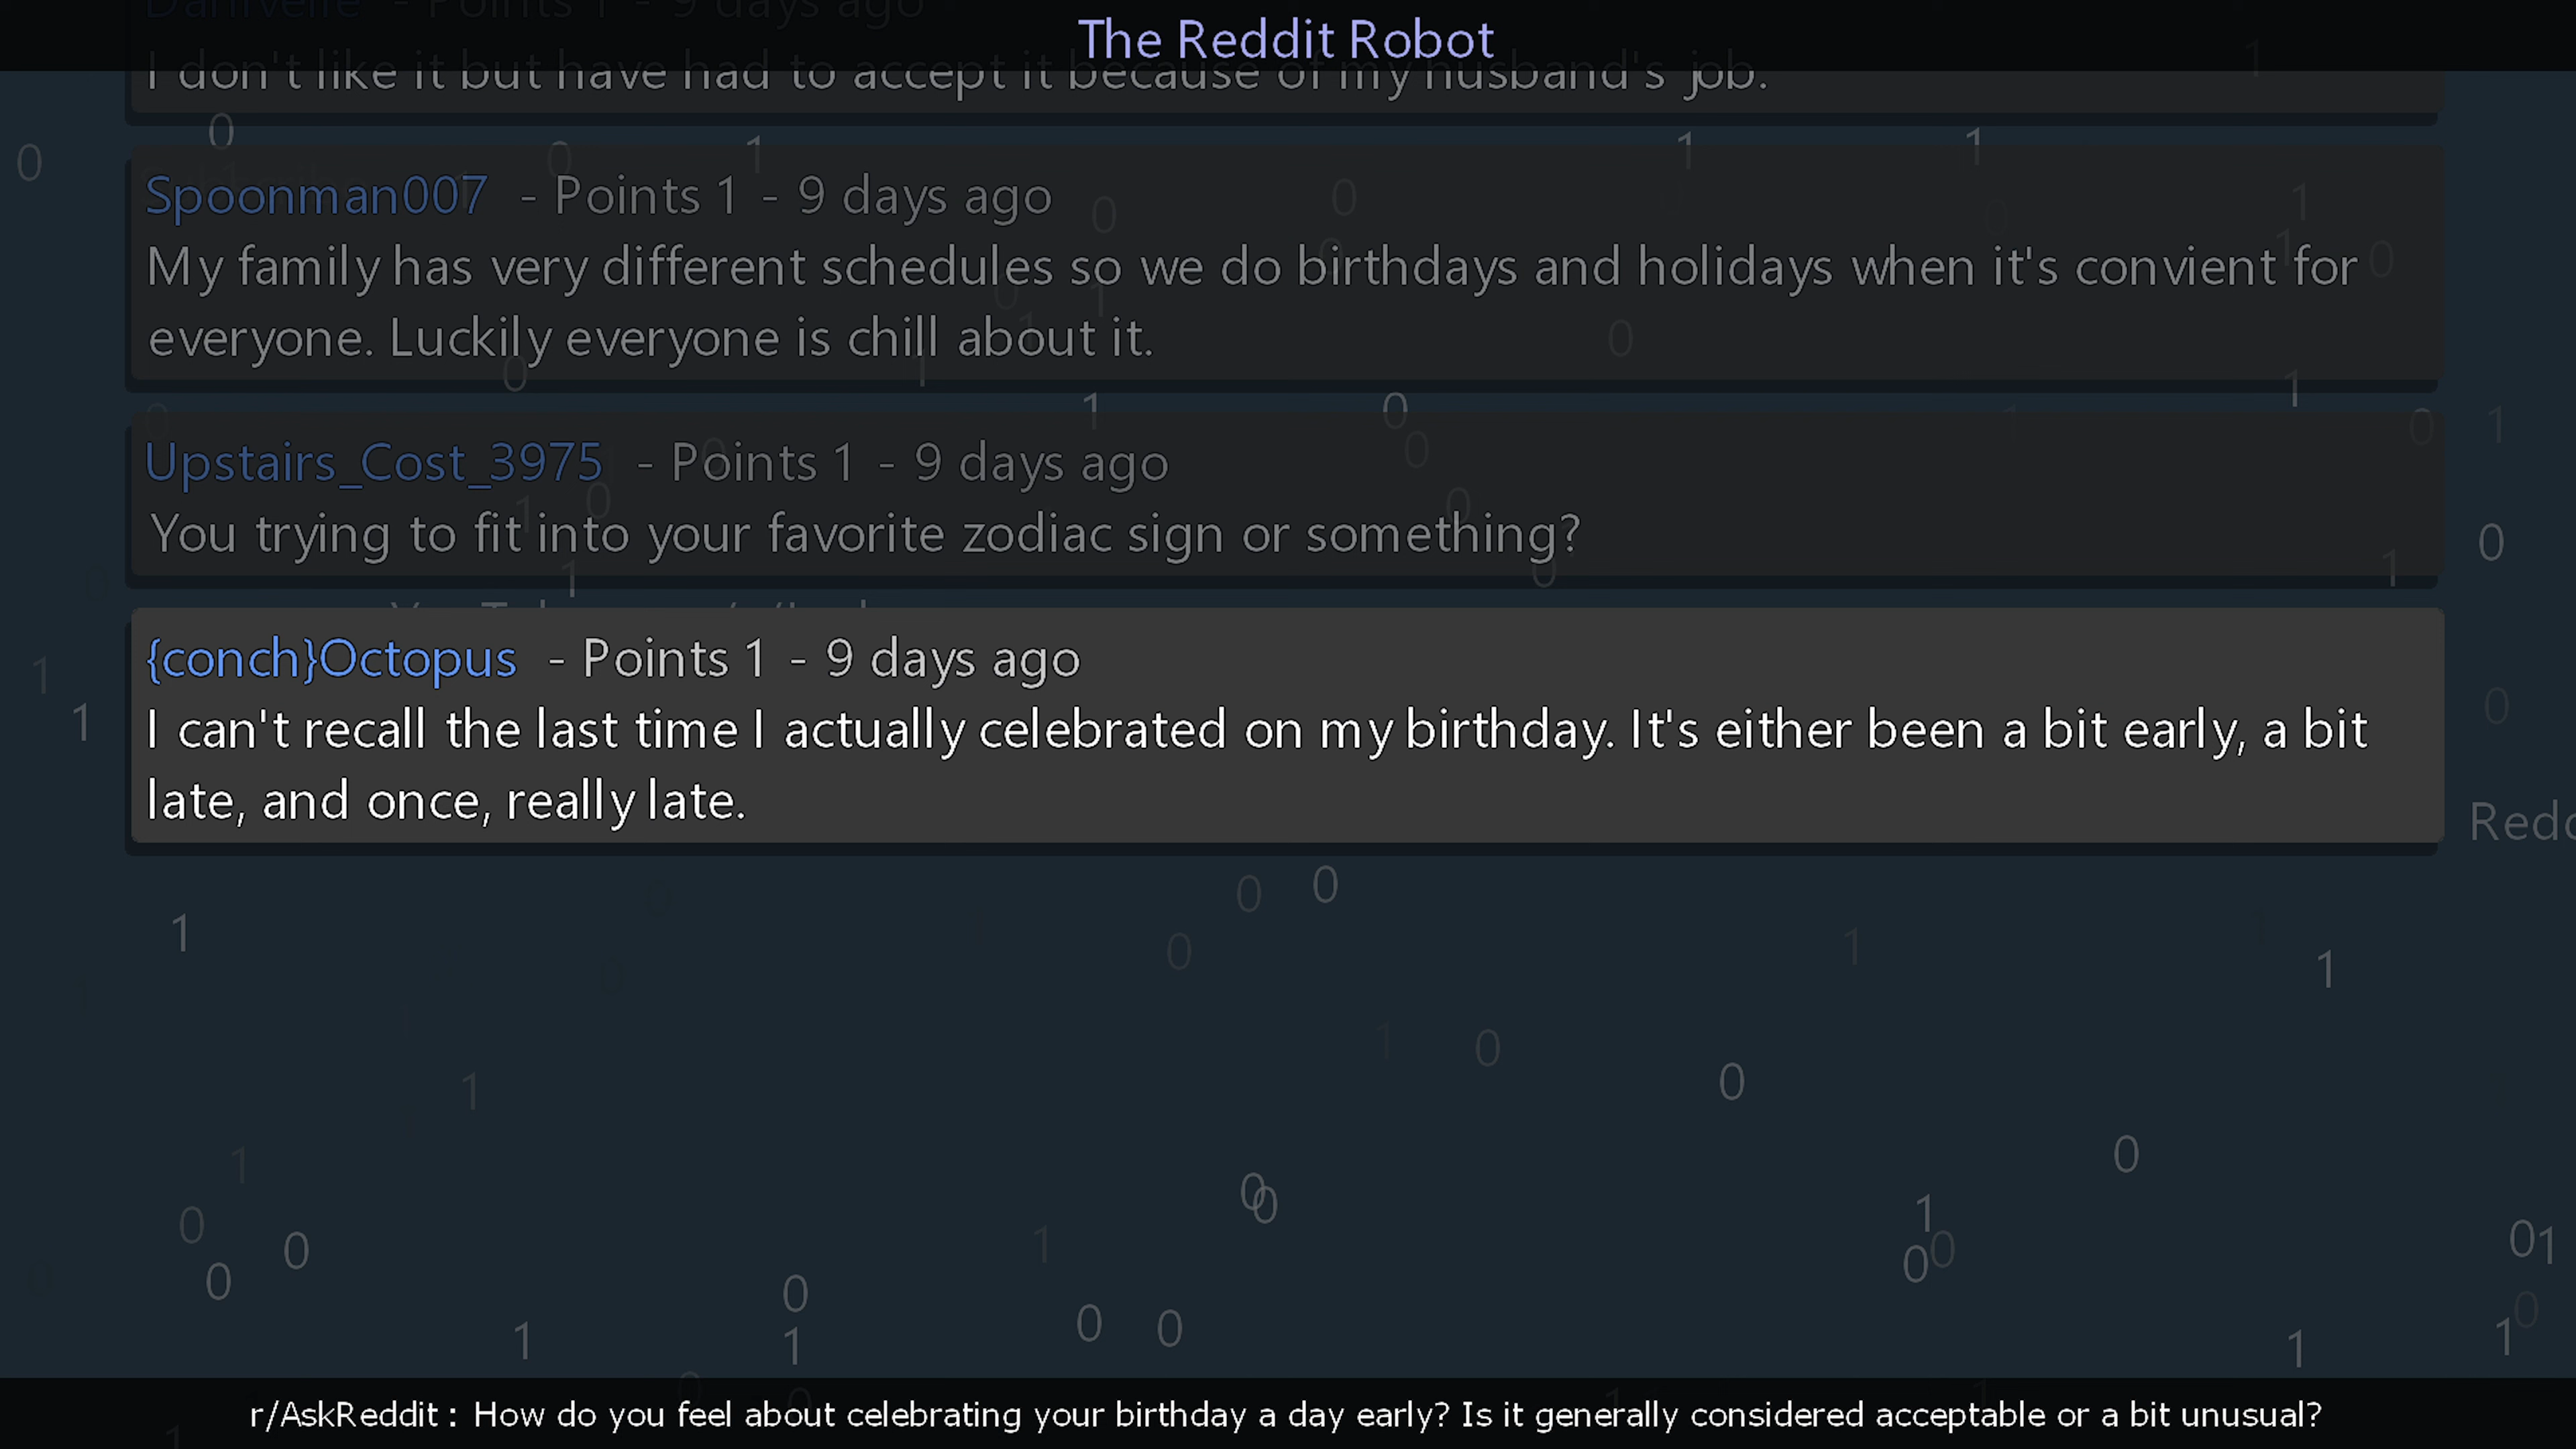 The Reddit Robot
- Points 1 - 9 days ago
I don't like it but have had to accept it because of my husband's job.
Spoonman007 - Points 1 - 9 days ago
My family has very different schedules so we do birthdays and holidays when it's convient for
everyone. Luckily everyone is chill about it.
Upstairs_Cost_3975 - Points 1 - 9 days ago
You trying to fit into your favorite zodiac sign or something?
{conch}Octopus - Points 1 - 9 days ago
I can't recall the last time I actually celebrated on my birthday. It's either been a bit early, a bit
late, and once, really late.
r/AskReddit : How do you feel about celebrating your birthday a day early? Is it generally considered acceptable or a bit unusual?